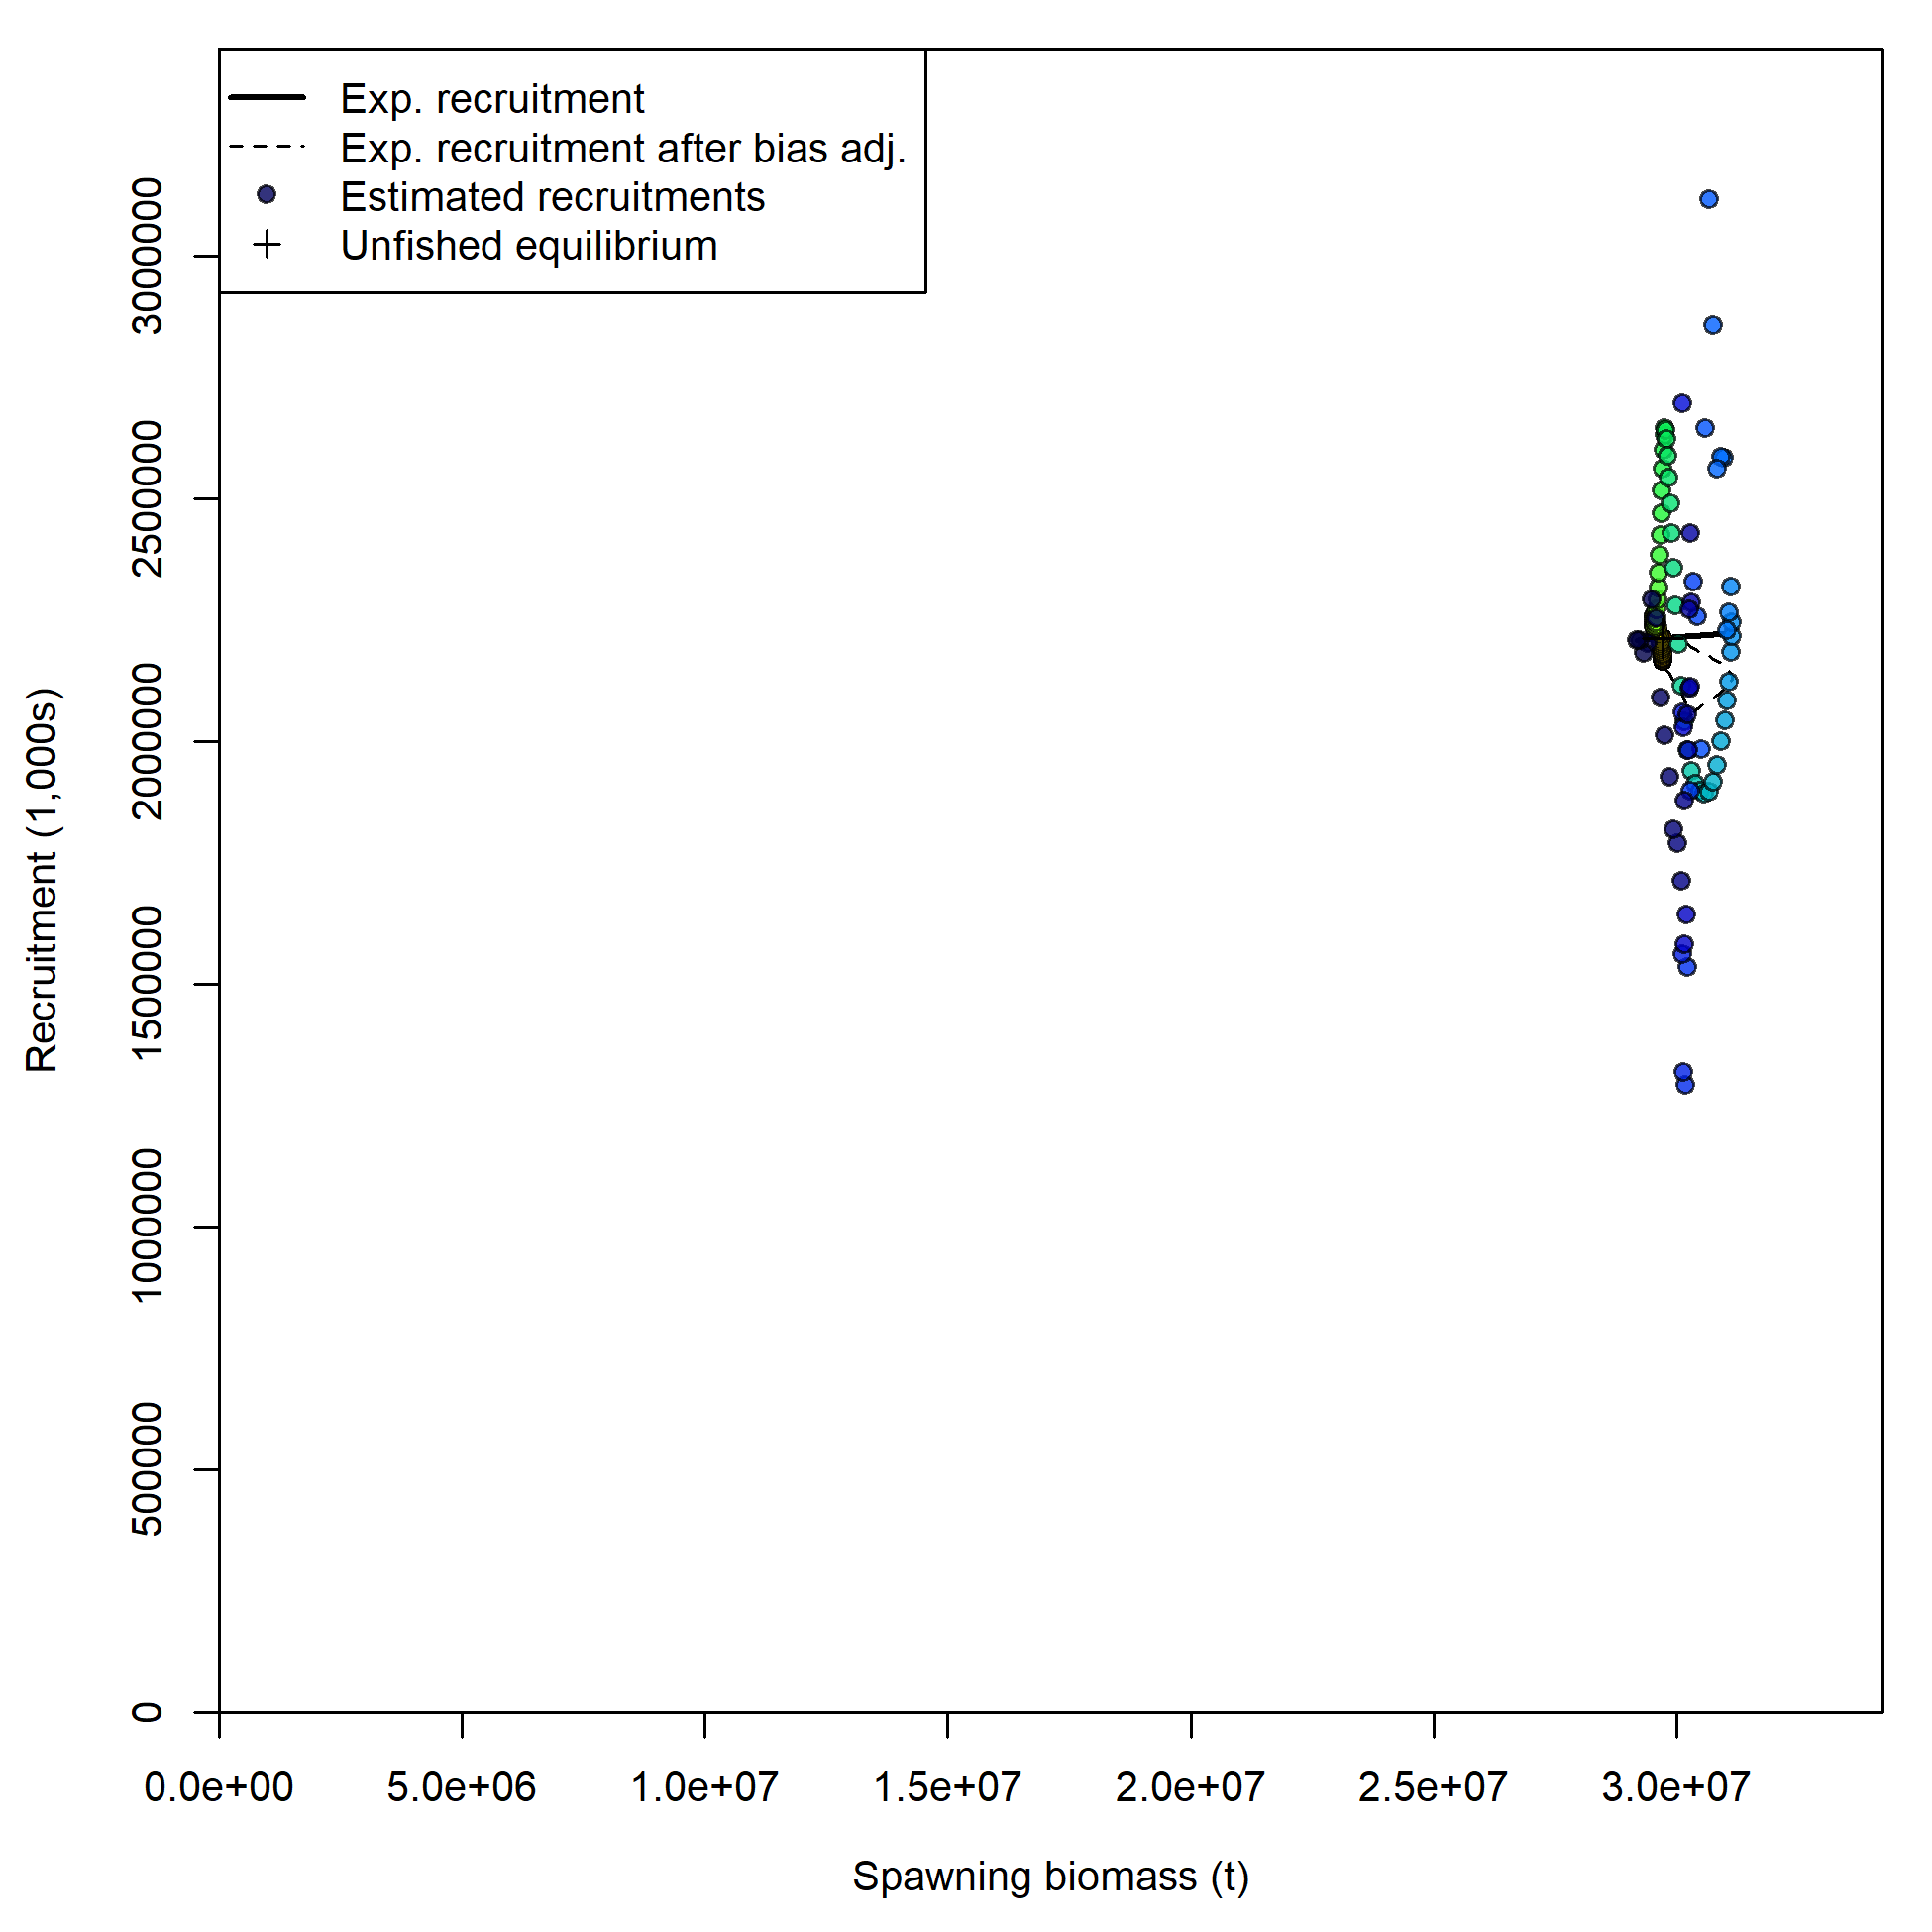 Exp. recruitment
Exp. recruitment after bias adj.
Estimated recruitments
Unfished equilibrium
Recruitment (1,000s)
3000000
2500000
2000000
1500000
1000000
500000
0
0.0e+00 5.0e+06 1.0e+07 1.5e+07 2.0e+07 2.5e+07 3.0e+07
Spawning biomass (t)